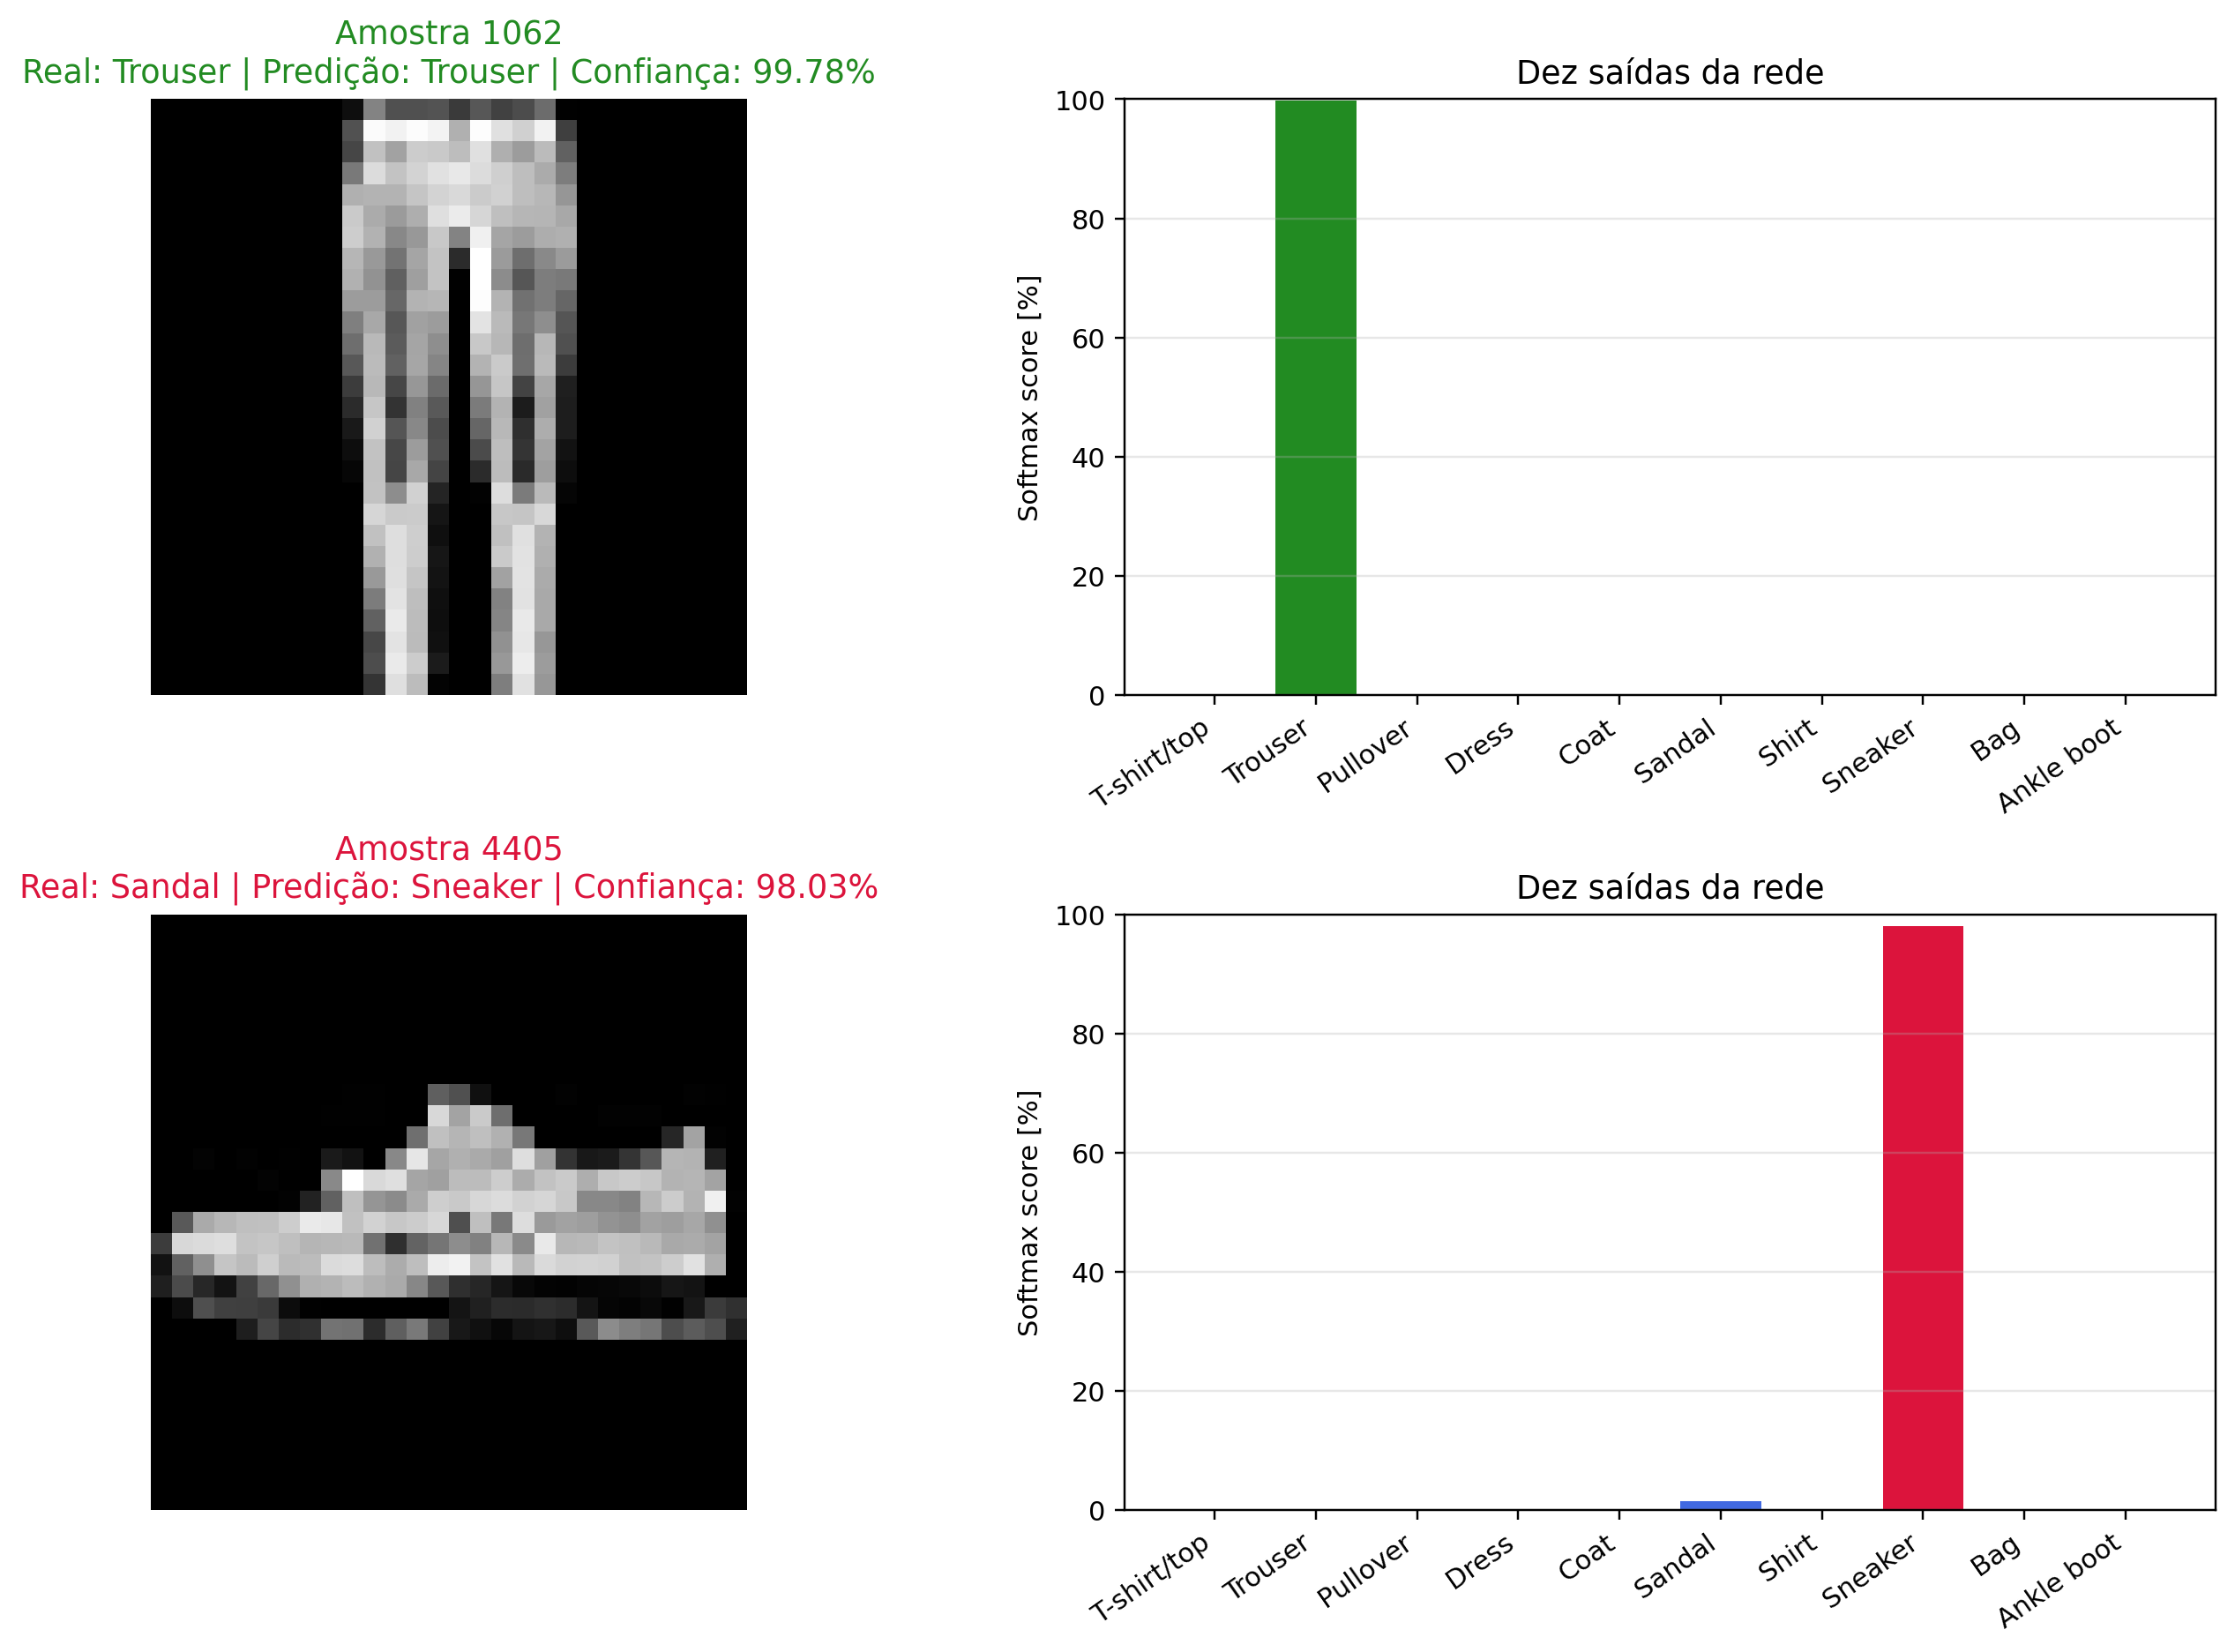 Amostra 1062
Real: Trouser | Predição: Trouser | Confiança: 99.78%
Dez saídas da rede
Softmax score [%]
100
80
60
40
20
0
T-shirt/top
Trouser
Pullover
Dress
Coat
Sandal
Shirt
Sneaker
Bag
Ankle boot
Amostra 4405
Real: Sandal | Predição: Sneaker | Confiança: 98.03%
Dez saídas da rede
Softmax score [%]
100
80
60
40
20
0
T-shirt/top
Trouser
Pullover
Dress
Coat
Sandal
Shirt
Sneaker
Bag
Ankle boot